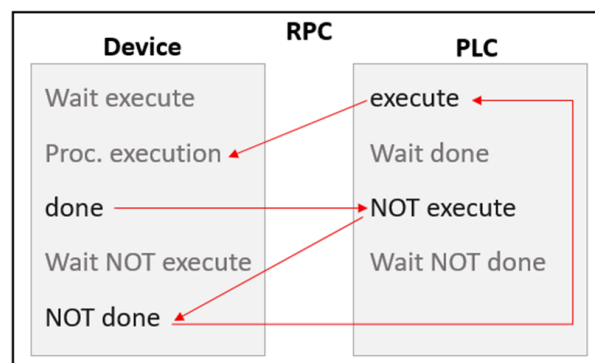 RPC
Device
Wait execute
Proc. execution
done
Wait NOT execute
NOT done
PLC
execute
Wait done
NOT execute
Wait NOT done